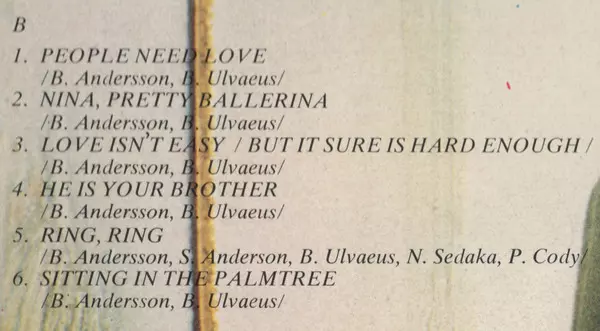 B
1. PEOPLE NEED LOVE
/B. Andersson, B. Ulvaeus/
2. NINA, PRETTY BALLERINA
/B. Andersson, B. Ulvaeus/
3. LOVE ISN'T EASY / BUT IT SURE IS HARD ENOUGH /
/B. Andersson, B. Ulvaeus/
4. HE IS YOUR BROTHER
/B. Andersson, B. Ulvaeus/
5. RING, RING
/B. Andersson, S. Anderson, B. Ulvaeus, N. Sedaka, P. Cody/
6. SITTING IN THE PALMTREE
/B. Andersson, B. Ulvaeus/